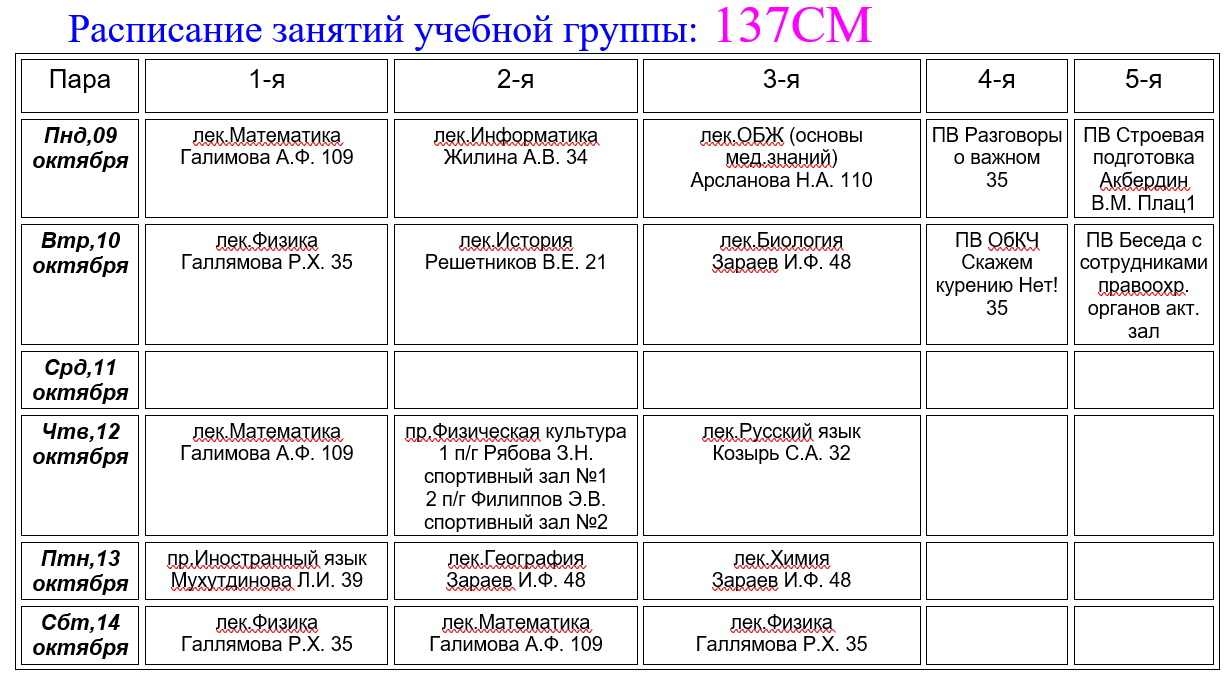 Расписание занятий учебной группы: 137СМ
Пара
1-я
2-я
3-я
4-я
5-я
Пнд,09
октября
лек.Математика
Галимова А.Ф. 109
лек.Информатика
Жилина А.В. 34
лек.ОБЖ (основы
мед.знаний)
Арсланова Н.А. 110
ПВ Разговоры
о важном
35
ПВ Строевая
подготовка
Акбердин
В.М. Плац1
Втр,10
октября
лек.Физика
Галлямова Р.Х. 35
лек.История
Решетников В.Е. 21
лек.Биология
Зараев И.Ф. 48
ПВ ОбКЧ
Скажем
курению Нет!
35
ПВ Беседа с
сотрудниками
правоохр.
органов акт.
зал
Срд,11
октября
Чтв,12
октября
лек.Математика
Галимова А.Ф. 109
пр.Физическая культура
1 п/г Рябова З.Н.
спортивный зал №1
2 п/г Филиппов Э.В.
спортивный зал №2
лек.Русский язык
Козырь С.А. 32
Птн,13
октября
пр.Иностранный язык
Мухутдинова Л.И. 39
лек.География
Зараев И.Ф. 48
лек.Химия
Зараев И.Ф. 48
Сбт,14
октября
лек.Физика
Галлямова Р.Х. 35
лек.Математика
Галимова А.Ф. 109
лек.Физика
Галлямова Р.Х. 35